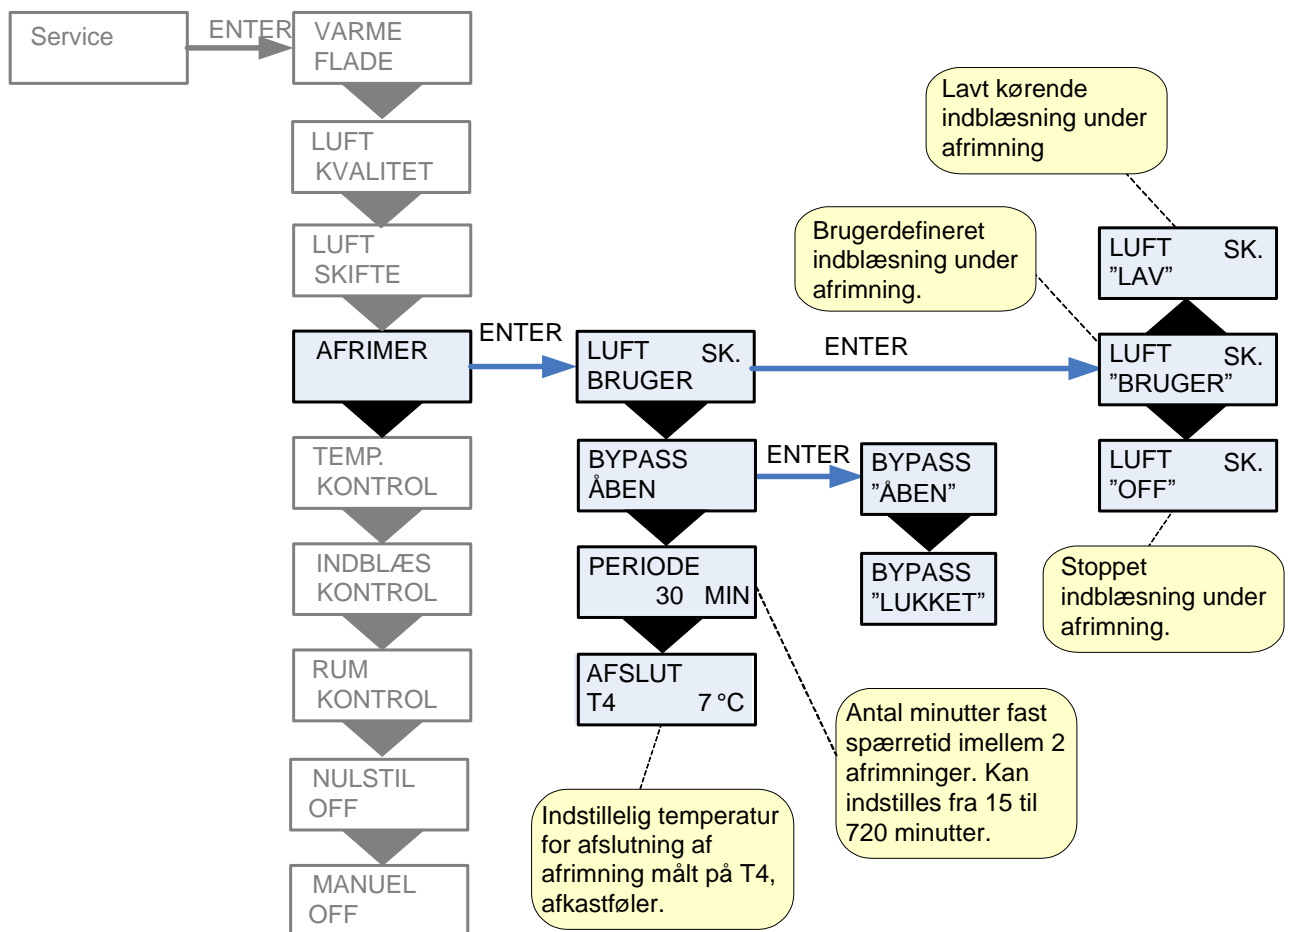 Service
ENTER
VARME
FLADE
LUFT
KVALITET
LUFT
SKIFTE
AFRIMER
TEMP.
KONTROL
INDBLÆS
KONTROL
RUM
KONTROL
NULSTIL
OFF
MANUEL
OFF
ENTER
LUFT SK.
BRUGER
BYPASS
ÅBEN
PERIODE
30 MIN
AFSLUT
T4 7 °C
ENTER
BYPASS
"ÅBEN"
BYPASS
"LUKKET"
ENTER
LUFT SK.
”LAV”
LUFT SK.
”BRUGER”
LUFT SK.
”OFF”
Lavt kørende
indblæsning under
afrimning
Brugerdefineret
indblæsning under
afrimning.
Stoppet
indblæsning under
afrimning.
Antal minutter fast
spærretid imellem 2
afrimninger. Kan
indstilles fra 15 til
720 minutter.
Indstillelig temperatur
for afslutning af
afrimning målt på T4,
afkastføler.